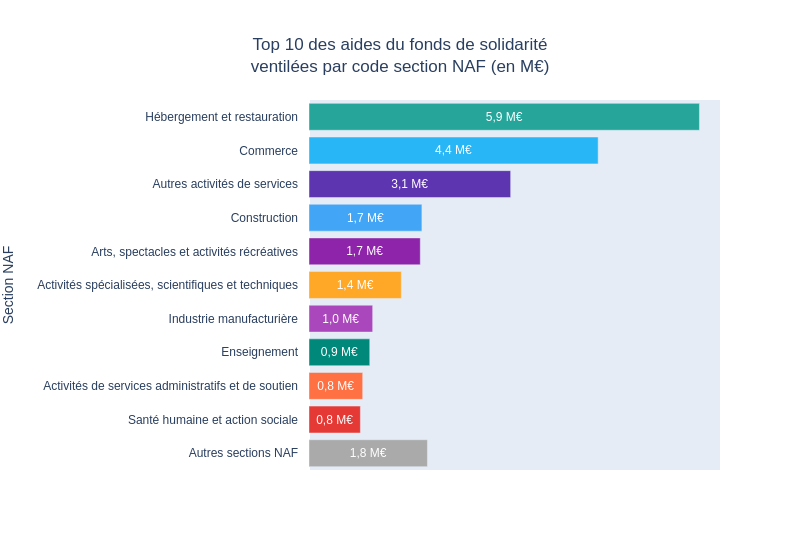 Top 10 des aides du fonds de solidarité
ventilées par code section NAF (en M€)
Section NAF
Hébergement et restauration 5,9 M€
Commerce 4,4 M€
Autres activités de services 3,1 M€
Construction 1,7 M€
Arts, spectacles et activités récréatives 1,7 M€
Activités spécialisées, scientifiques et techniques 1,4 M€
Industrie manufacturière 1,0 M€
Enseignement 0,9 M€
Activités de services administratifs et de soutien 0,8 M€
Santé humaine et action sociale 0,8 M€
Autres sections NAF 1,8 M€